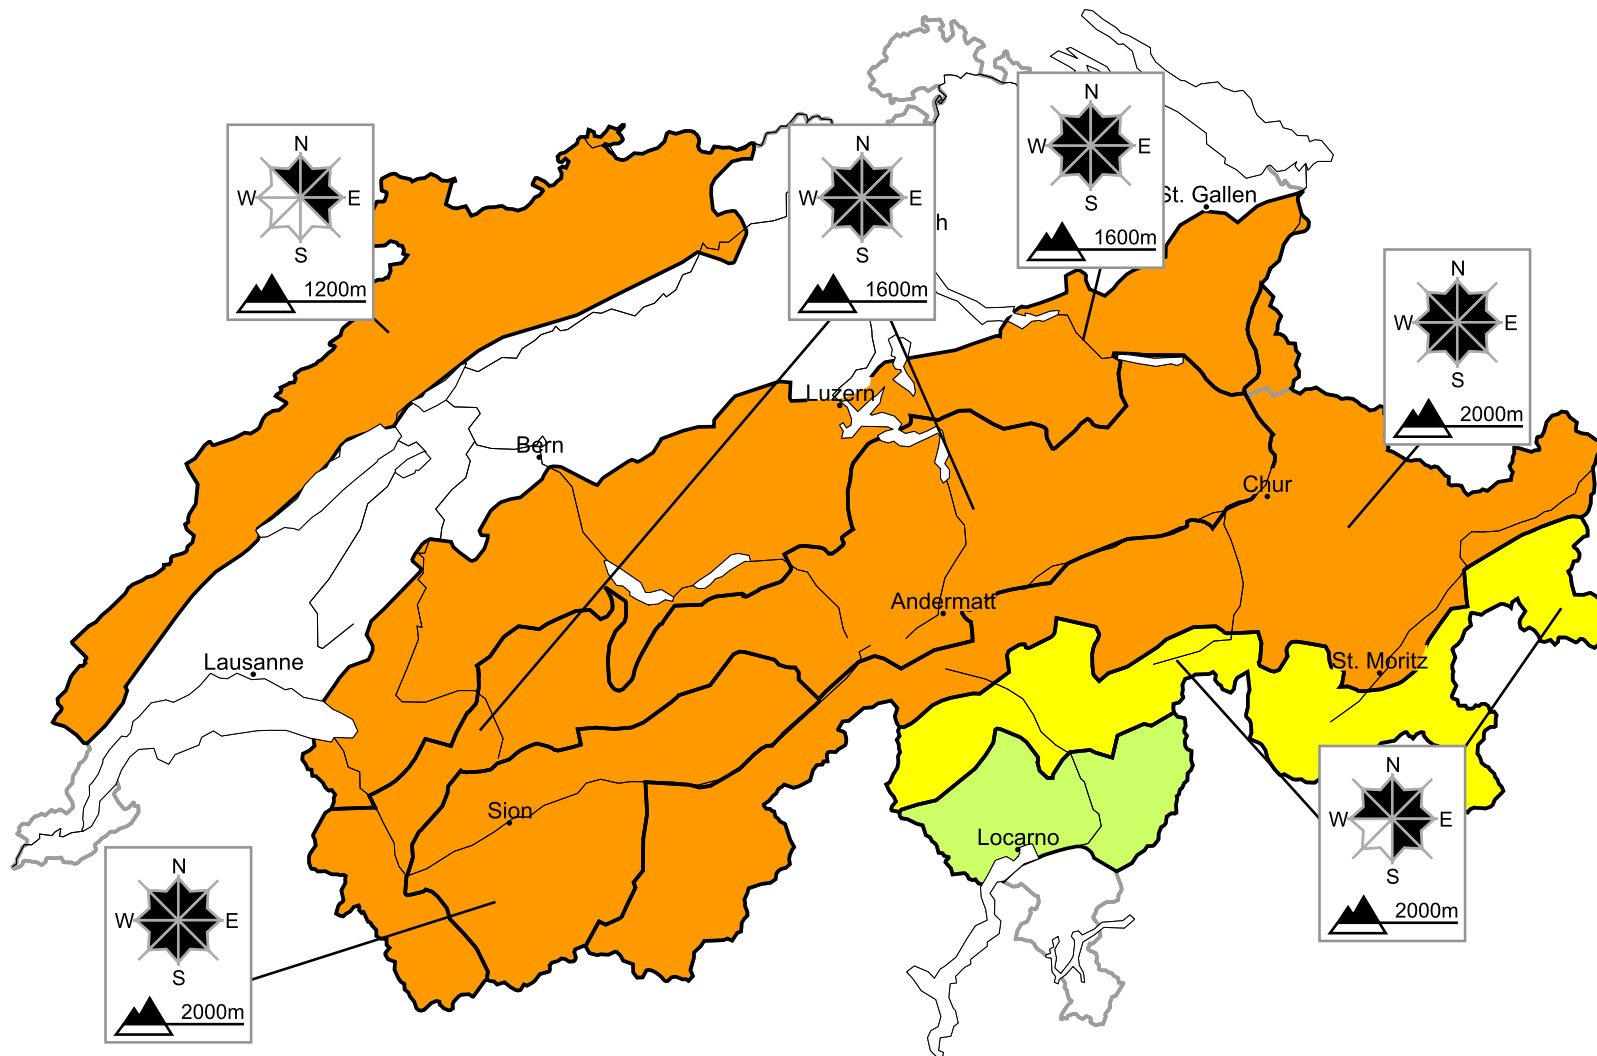 N
W E
S
1600m
St. Gallen
N
W E
S
1200m
N
W E
S
1600m
h
N
W E
S
2000m
Luzern
Bern
Chur
Andermatt
Lausanne
St. Moritz
Sion
Locarno
N
W E
S
2000m
N
W E
S
2000m